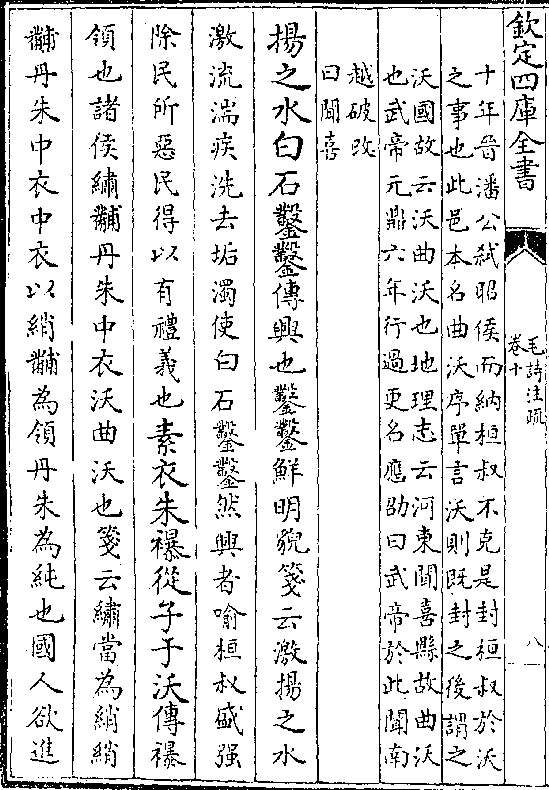 欽定四庫全書
毛詩注疏
卷十
八
十年晉潘公弑昭侯而納桓叔不克是封桓叔於沃
之事也此邑本名曲沃序單言沃則既封之後謂之
沃國故云沃曲沃也地理志云河東聞喜縣故曲沃
也武帝元鼎六年行過更名應劭曰武帝於此聞南
越破改
曰聞喜
揚之水白石鑿鑿傳興也鑿鑿鮮明貌箋云激揚之水
激流湍疾洗去垢濁使白石鑿鑿然興者喻桓叔盛强
除民所惡民得以有禮義也素衣朱襮從子于沃傳襮
領也諸侯繡黼丹朱中衣沃曲沃也箋云繡當為綃綃
黼丹朱中衣中衣以綃黼為領丹朱為純也國人欲進